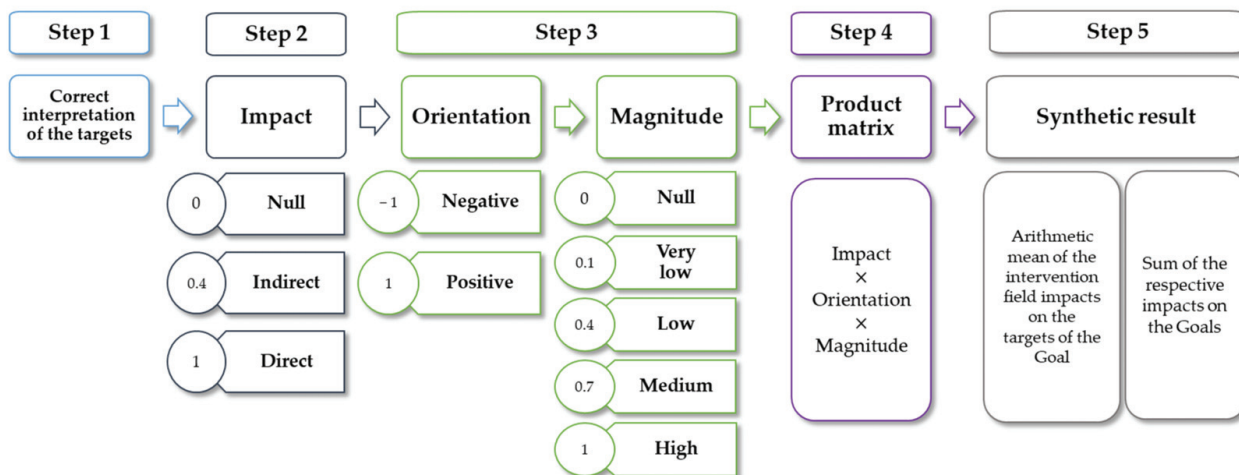 Step 1
Step 2
Step 3
Step 4
Step 5
Correct
interpretation
of the targets
Impact
Orientation
Magnitude
Product
matrix
Synthetic result
0
Null
0.4
Indirect
1
Direct
−1
Negative
1
Positive
0
Null
0.1
Very
low
0.4
Low
0.7
Medium
1
High
Impact
×
Orientation
×
Magnitude
Arithmetic
mean of the
intervention
field impacts
on the
targets of the
Goal
Sum of the
respective
impacts on
the Goals